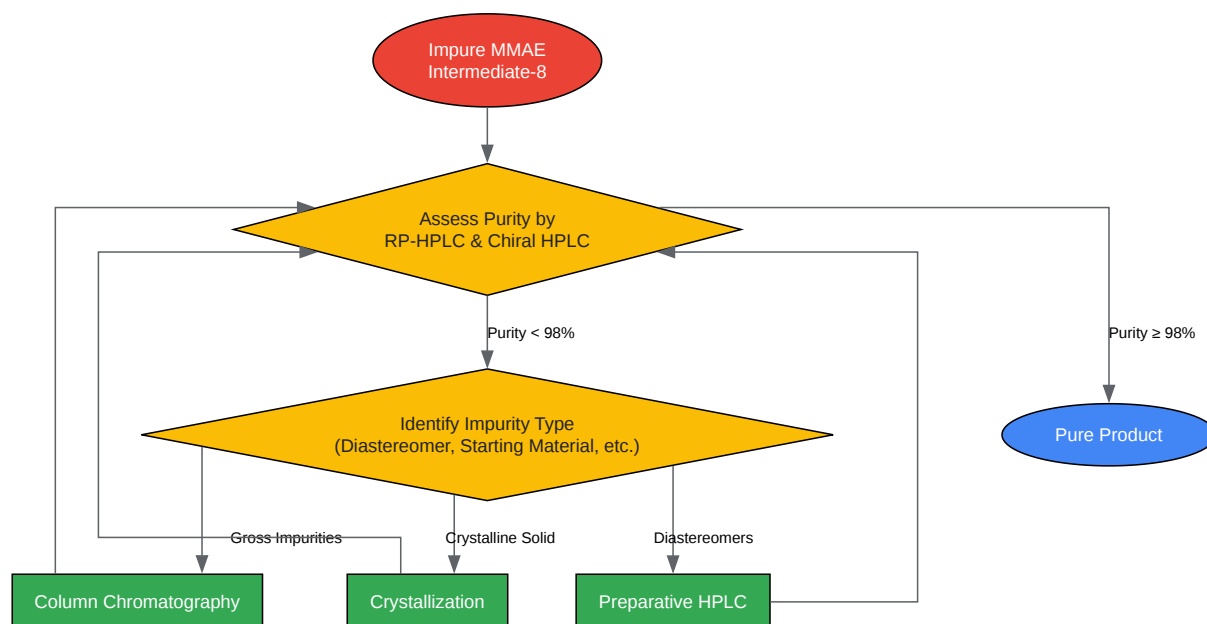 Impure MMAE
Intermediate-8
Assess Purity by
RP-HPLC & Chiral HPLC
Purity < 98%
Purity ≥ 98%
Identify Impurity Type
(Diastereomer, Starting Material, etc.)
Pure Product
Gross Impurities
Crystalline Solid
Diastereomers
Column Chromatography
Crystallization
Preparative HPLC